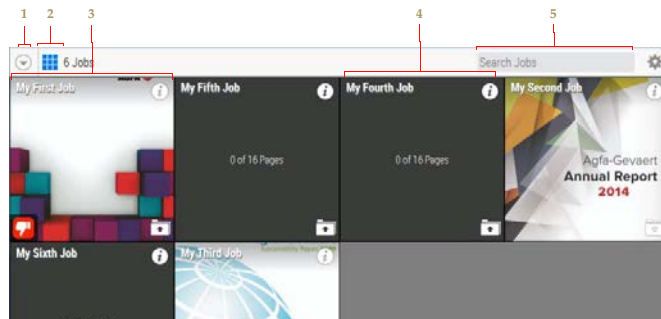 1 2 3 4 5
6 Jobs
Search Jobs
My First Job
My Fifth Job
My Fourth Job
My Second Job
0 of 16 Pages
0 of 16 Pages
Agfa-Gevaert
Annual Report
2014
My Sixth Job
My Third Job